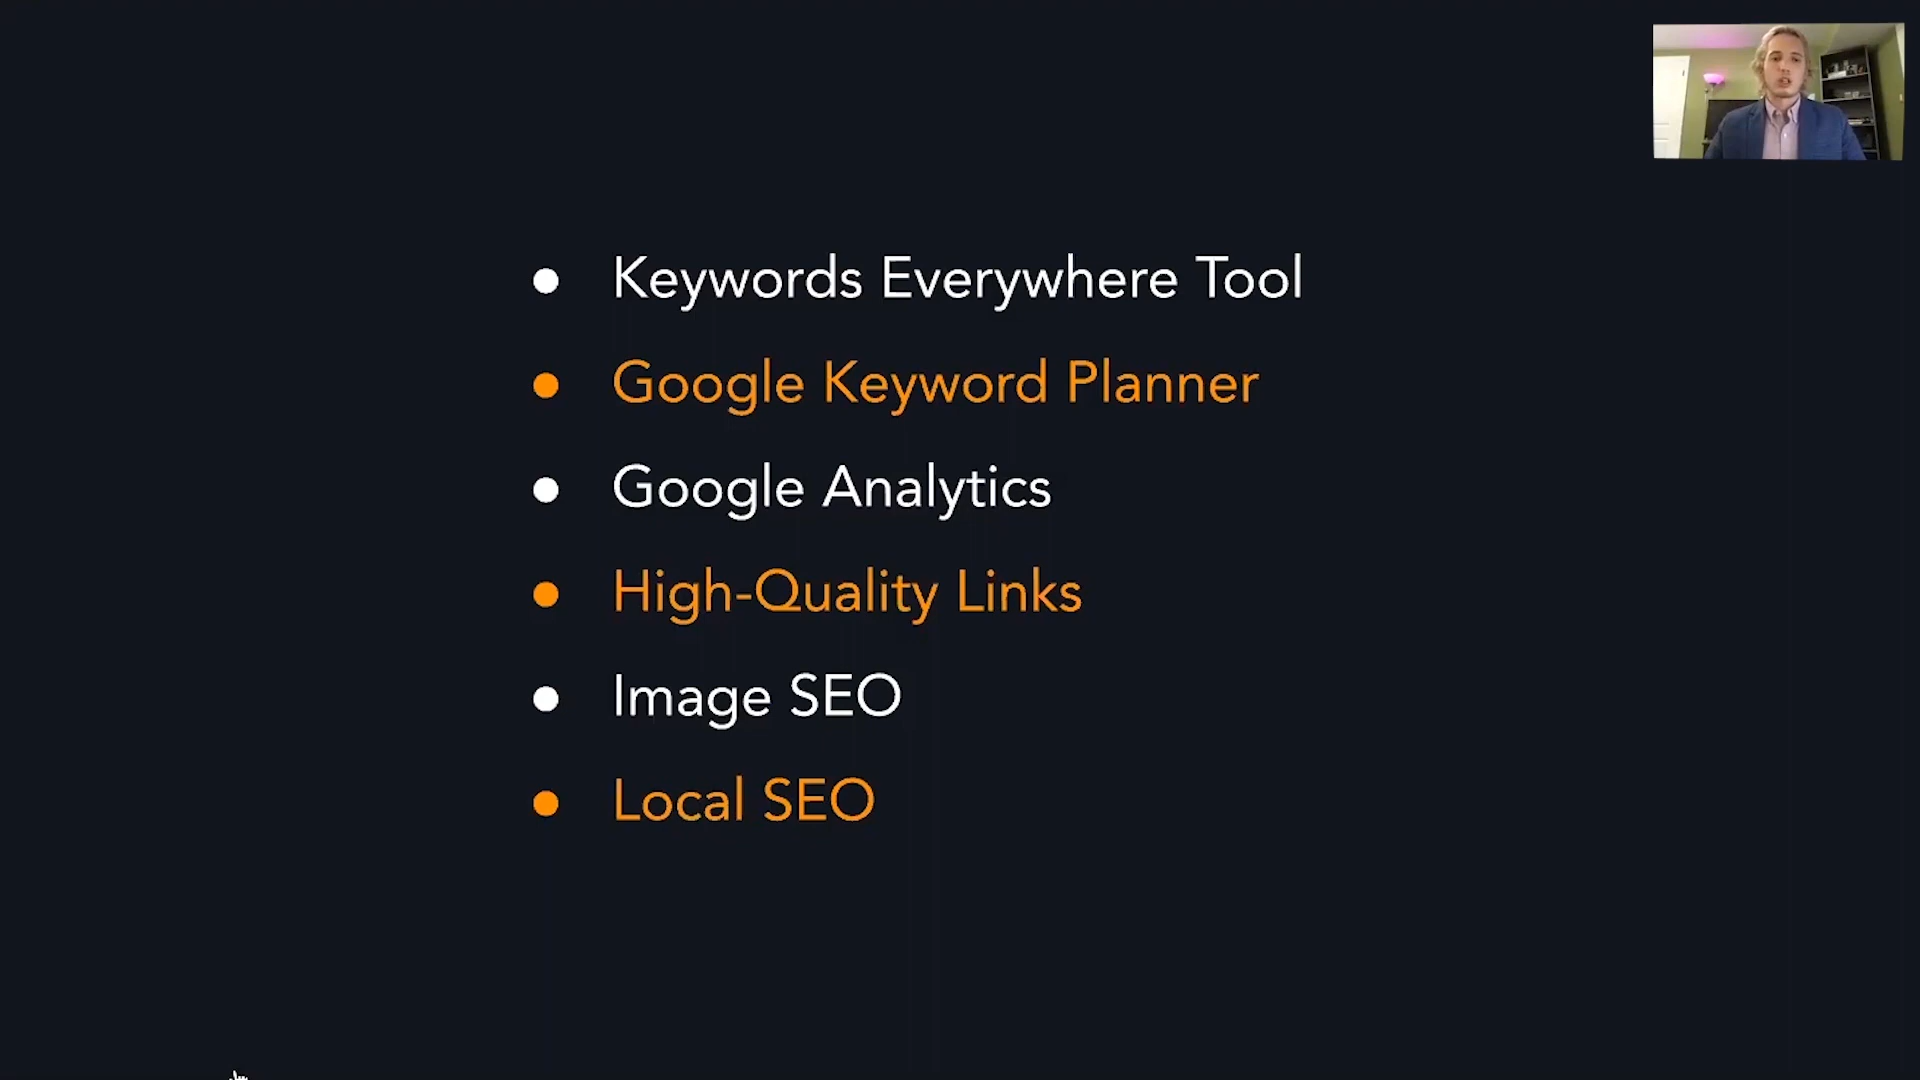 Keywords Everywhere Tool
Google Keyword Planner
Google Analytics
High-Quality Links
Image SEO
Local SEO